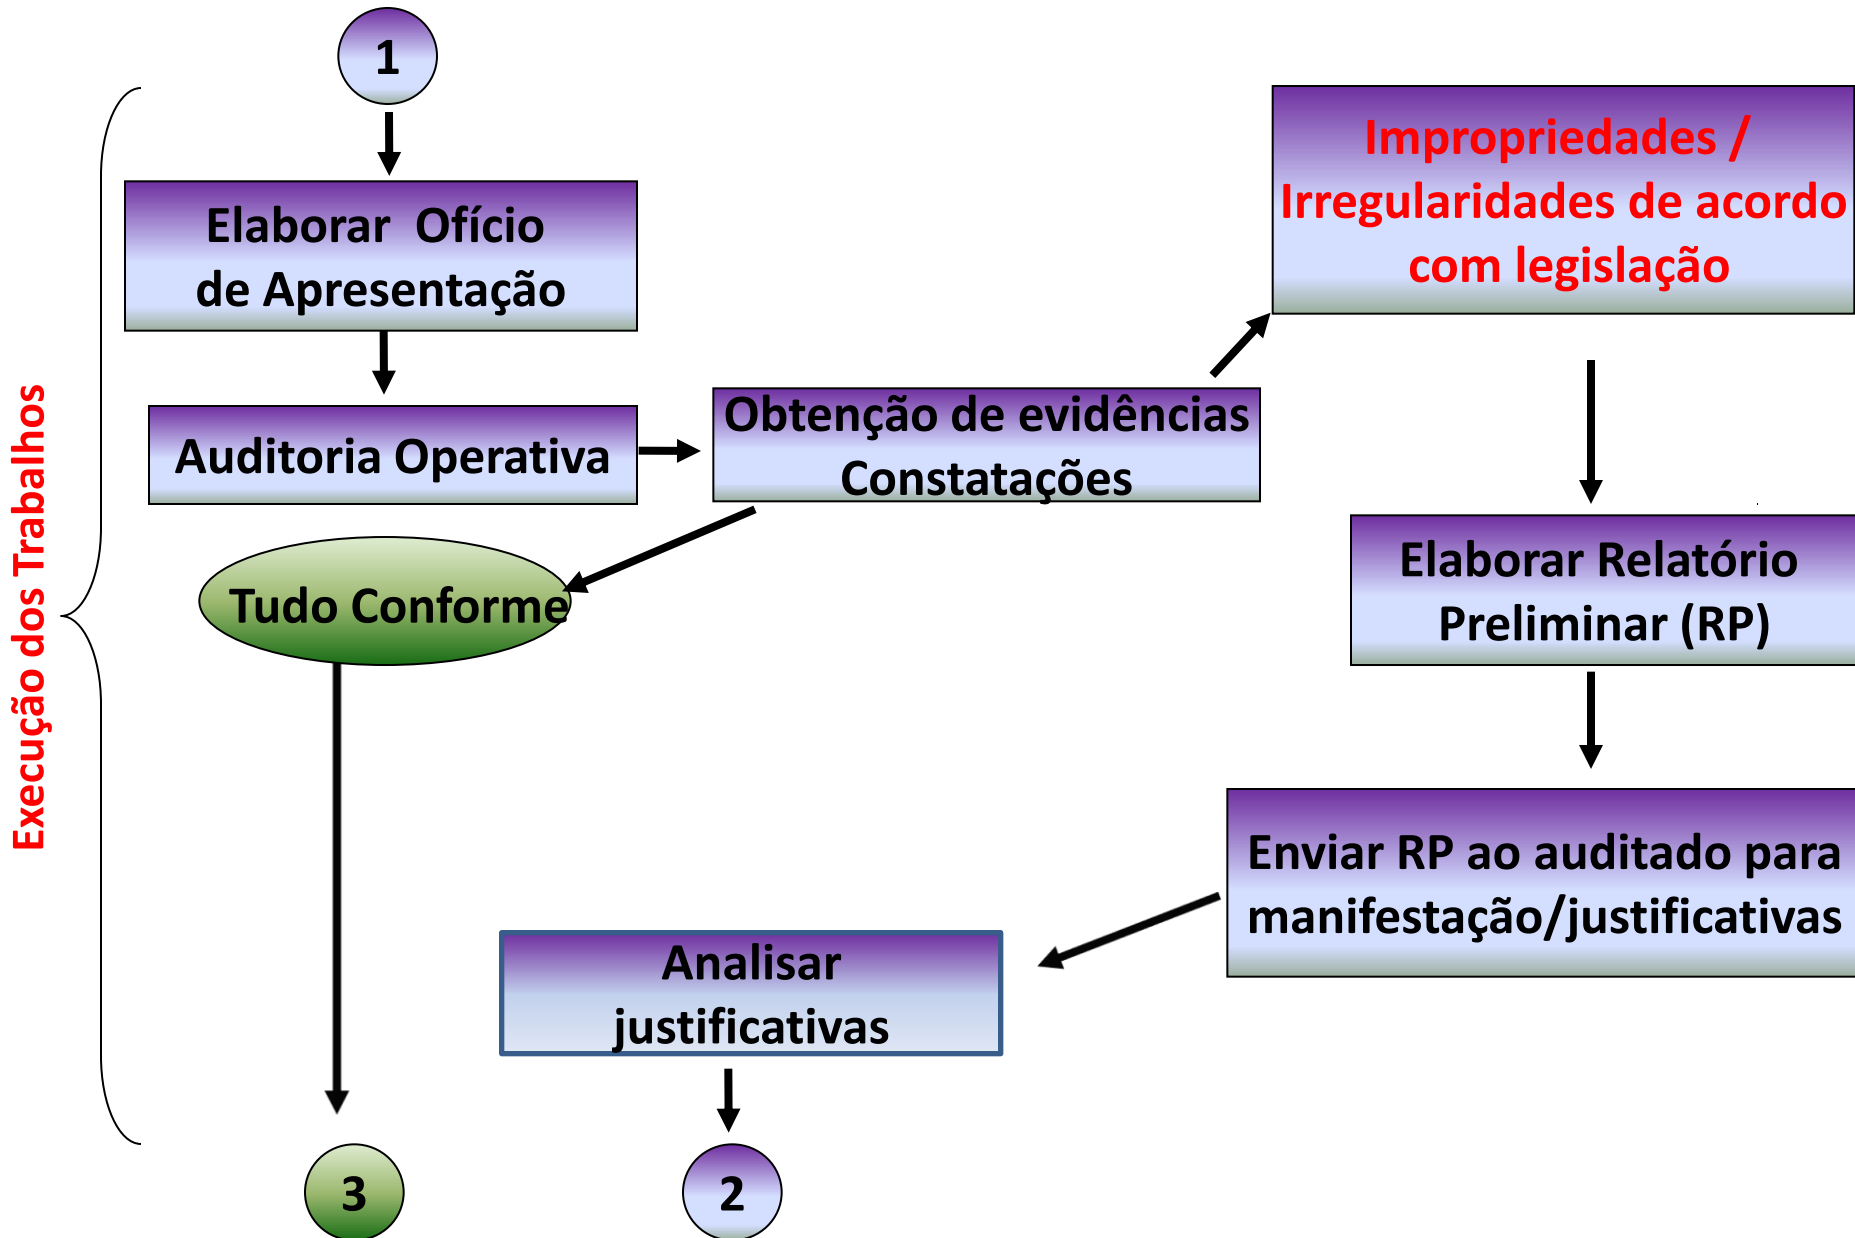 1
Elaborar Ofício
de Apresentação
Auditoria Operativa
Obtenção de evidências
Constatações
Impropriedades /
Irregularidades de acordo
com legislação
Tudo Conforme
Elaborar Relatório
Preliminar (RP)
Enviar RP ao auditado para
manifestação/justificativas
Analisar
justificativas
3
2
Execução dos Trabalhos